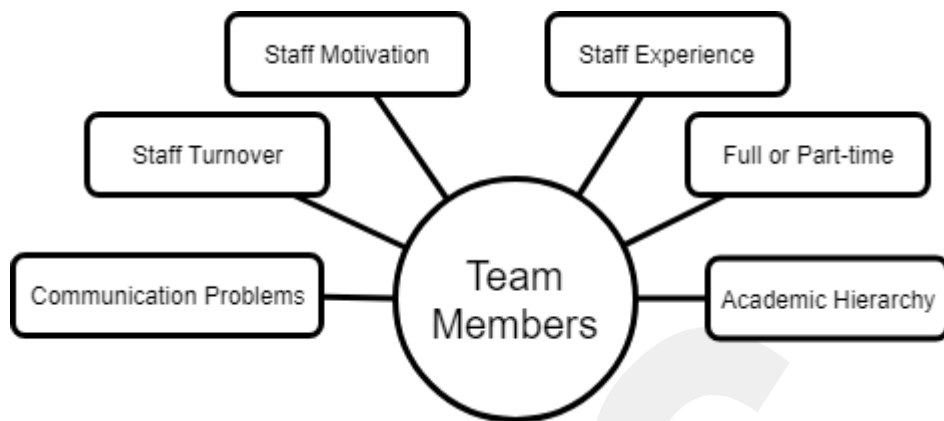 Staff Motivation
Staff Experience
Staff Turnover
Full or Part-time
Communication Problems
Team
Members
Academic Hierarchy